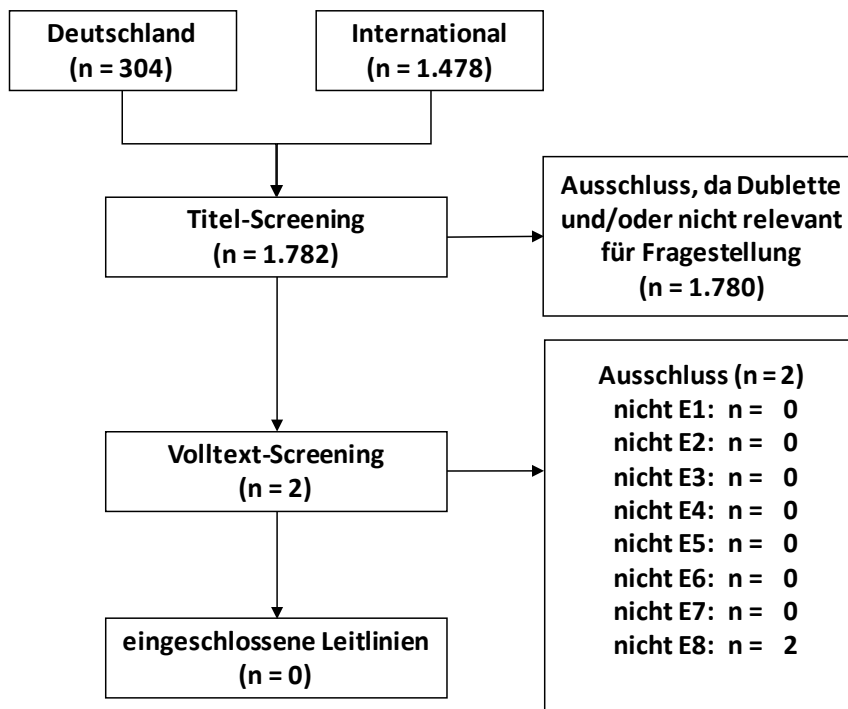 Deutschland
(n = 304)
International
(n = 1.478)
Titel-Screening
(n = 1.782)
Ausschluss, da Dublette
und/oder nicht relevant
für Fragestellung
(n = 1.780)
Volltext-Screening
(n = 2)
Ausschluss (n = 2)
nicht E1: n = 0
nicht E2: n = 0
nicht E3: n = 0
nicht E4: n = 0
nicht E5: n = 0
nicht E6: n = 0
nicht E7: n = 0
nicht E8: n = 2
eingeschlossene Leitlinien
(n = 0)